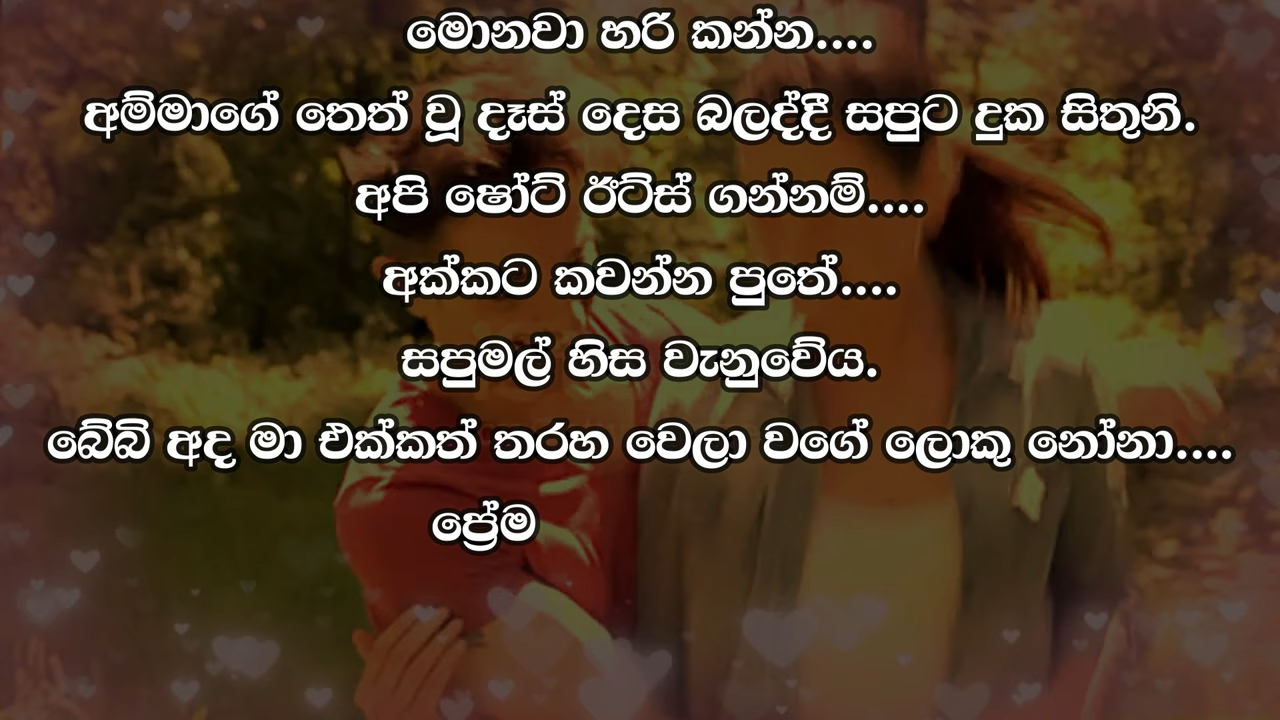 මොනවා හරි කන්න....
අම්මාගේ තෙත් වූ දෑස් දෙස බලද්දී සපුට දුක සිතුනි.
අපි ෂෝට් ඊට්ස් ගන්නම්....
අක්කට කවන්න පුතේ....
සපුමල් හිස වැනුවේය.
බේබි අද මා එක්කත් තරහ වෙලා වගේ ලොකු නෝනා....
ප්‍රේම